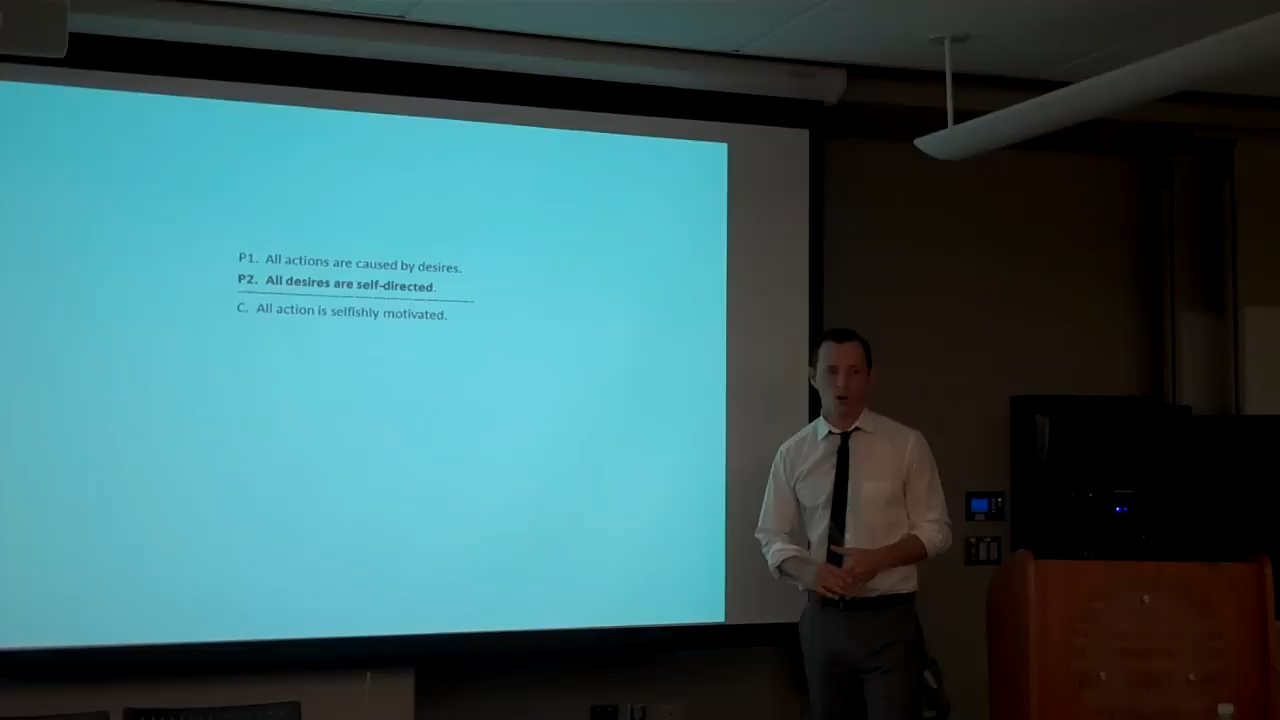 P1. All actions are caused by desires.
P2. All desires are self-directed.
C. All action is selfishly motivated.